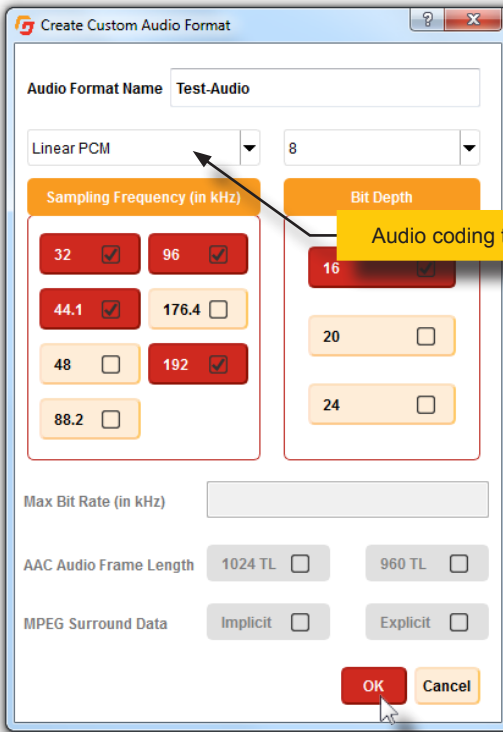 Create Custom Audio Format
Audio Format Name Test-Audio
Linear PCM 8
Sampling Frequency (in kHz) Bit Depth
Audio coding
32 96 16
44.1 176.4
20
48 192
24
88.2
Max Bit Rate (in kHz)
AAC Audio Frame Length 1024 TL 960 TL
MPEG Surround Data Implicit Explicit
OK Cancel